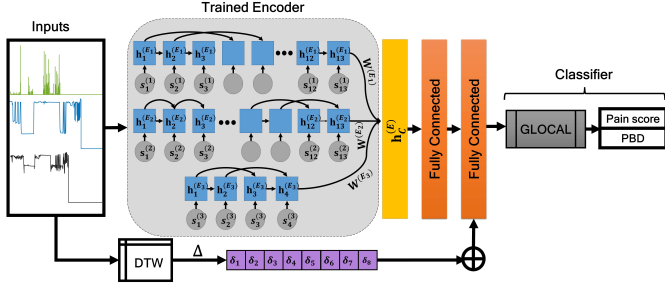 Trained Encoder
Inputs
h₁^(E₁) h₂^(E₁) h₃^(E₁) ••• h₁₂^(E₁) h₁₃^(E₁)
s₁^(1) s₂^(1) s₃^(1) s₁₂^(1) s₁₃^(1)
W^(E₁)
h₁^(E₂) h₂^(E₂) h₃^(E₂) ••• h₁₂^(E₂) h₁₃^(E₂)
s₁^(2) s₂^(2) s₃^(2) s₁₂^(2) s₁₃^(2)
W^(E₂)
h₁^(E₃) h₂^(E₃) h₃^(E₃) h₄^(E₃)
s₁^(3) s₂^(3) s₃^(3) s₄^(3)
W^(E₃)
h_C^(E)
Fully Connected
Fully Connected
Classifier
GLOCAL
Pain score
PBD
DTW
Δ
δ₁ δ₂ δ₃ δ₄ δ₅ δ₆ δ₇ s₈